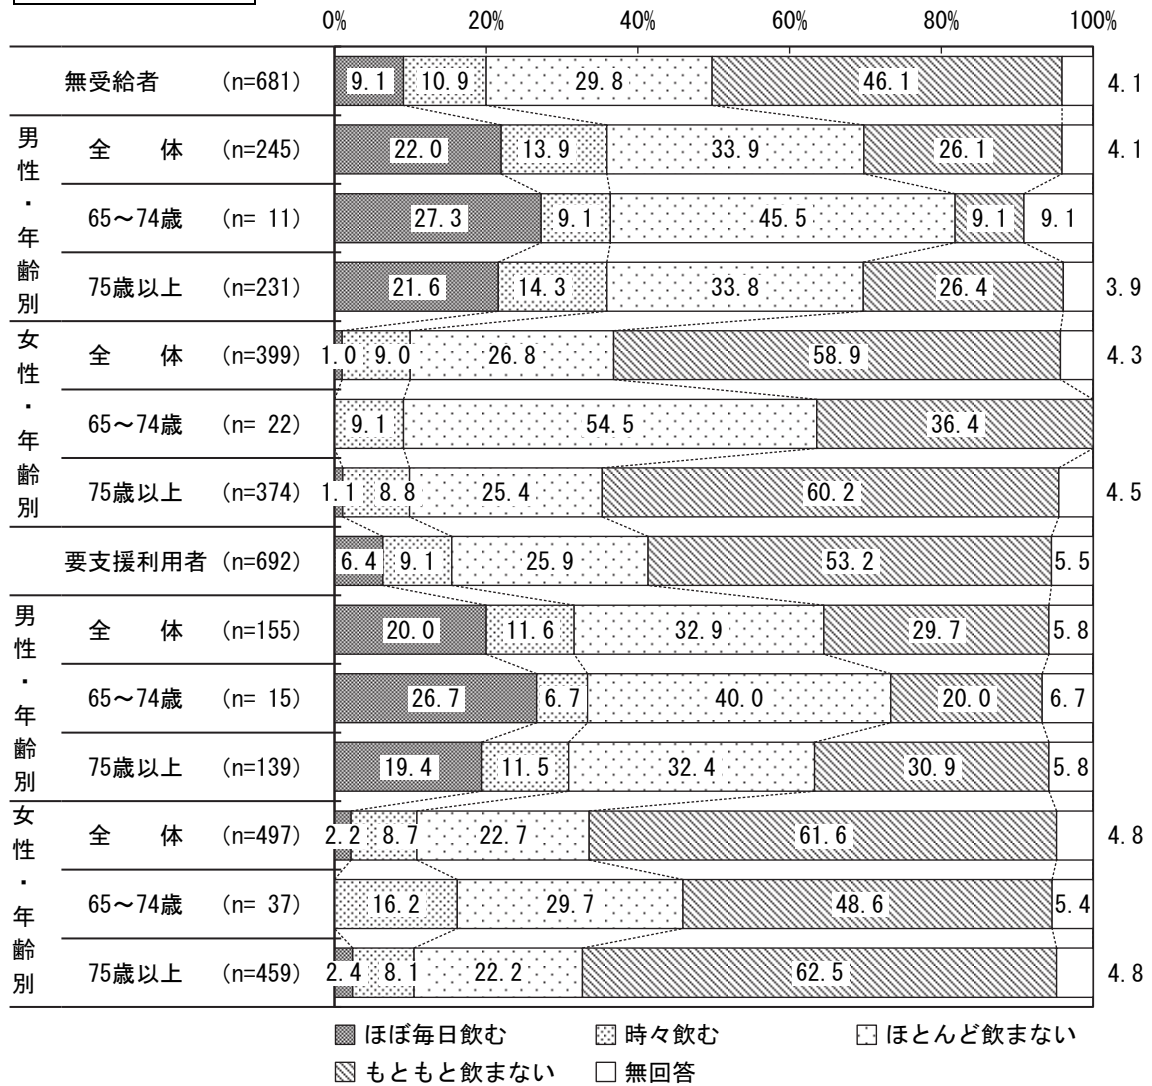 0% 20% 40% 60% 80% 100%
無受給者 (n=681) 9.1 10.9 29.8 46.1 4.1
男性・年齢別
全 体 (n=245) 22.0 13.9 33.9 26.1 4.1
65～74歳 (n= 11) 27.3 9.1 45.5 9.1 9.1
75歳以上 (n=231) 21.6 14.3 33.8 26.4 3.9
女性・年齢別
全 体 (n=399) 1.0 9.0 26.8 58.9 4.3
65～74歳 (n= 22) 9.1 54.5 36.4
75歳以上 (n=374) 1.1 8.8 25.4 60.2 4.5
要支援利用者 (n=692) 6.4 9.1 25.9 53.2 5.5
男性・年齢別
全 体 (n=155) 20.0 11.6 32.9 29.7 5.8
65～74歳 (n= 15) 26.7 6.7 40.0 20.0 6.7
75歳以上 (n=139) 19.4 11.5 32.4 30.9 5.8
女性・年齢別
全 体 (n=497) 2.2 8.7 22.7 61.6 4.8
65～74歳 (n= 37) 16.2 29.7 48.6 5.4
75歳以上 (n=459) 2.4 8.1 22.2 62.5 4.8
ほぼ毎日飲む 時々飲む ほとんど飲まない
もともと飲まない 無回答